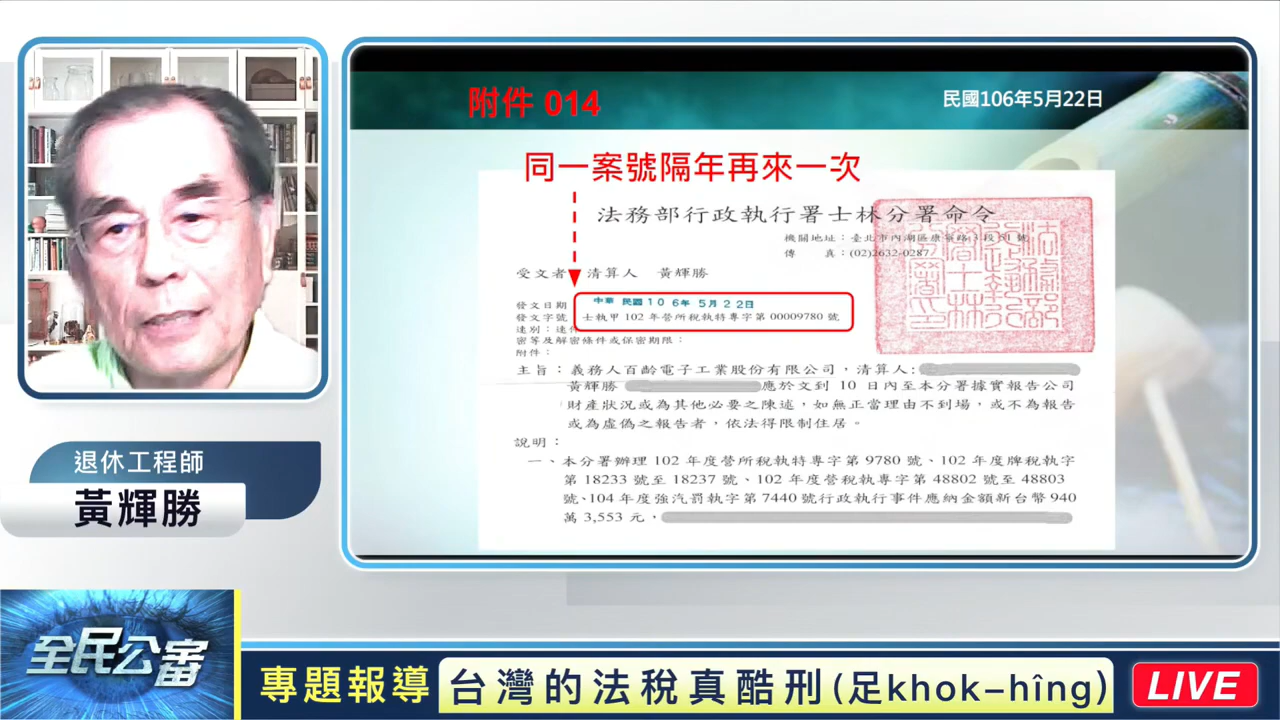 附件 014
民國106年5月22日
同一案號隔年再來一次
法務部行政執行署士林分署命令
機關地址：臺北市內湖區康寧路3段51號
傳　真：(02)2632-0287
受文者　清算人　黃輝勝
發文日期　中華民國106年5月22日
發文字號　士執甲102年營所稅執特專字第00009780號
速別：速件
密等及解密條件或保密期限：
附件：
主旨：義務人百齡電子工業股份有限公司，清算人：
黃輝勝　應於文到10日內至本分署據實報告公司
財產狀況或為其他必要之陳述，如無正當理由不到場，或不為報告
或為虛偽之報告者，依法得限制住居。
說明：
一、本分署辦理102年度營所稅執特專字第9780號、102年度牌稅執字
第18233號至18237號、102年度營稅執專字第48802號至48803
號、104年度強汽罰執字第7440號行政執行事件應納金額新台幣940
萬3,553元，
退休工程師
黃輝勝
全民公審
專題報導
台灣的法稅真酷刑(足khok-hîng)
LIVE